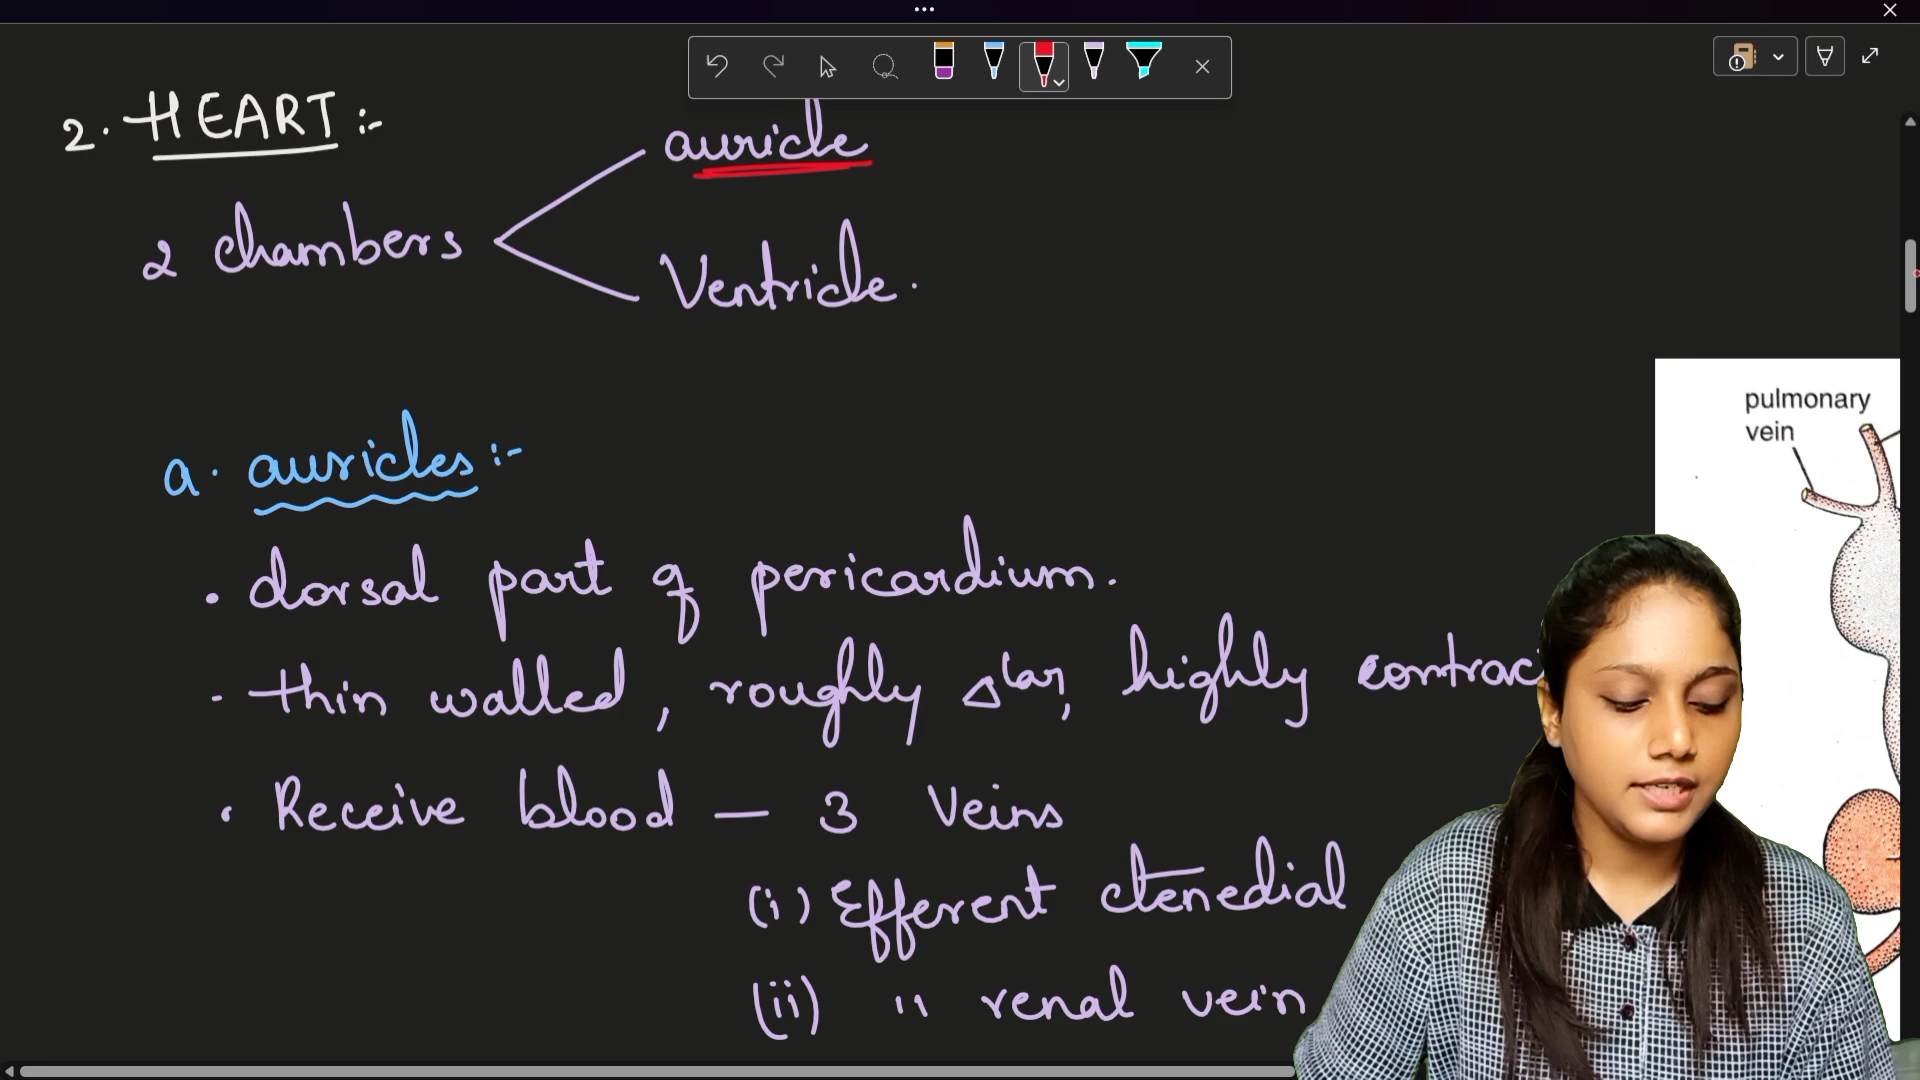 2. HEART :-
auricle
2 chambers
Ventricle.
a. auricles :-
pulmonary
vein
. dorsal part of pericardium.
- thin walled, roughly Δlar, highly contrac
. Receive blood — 3 Veins
(i) Efferent ctenedial
(ii) " renal vein